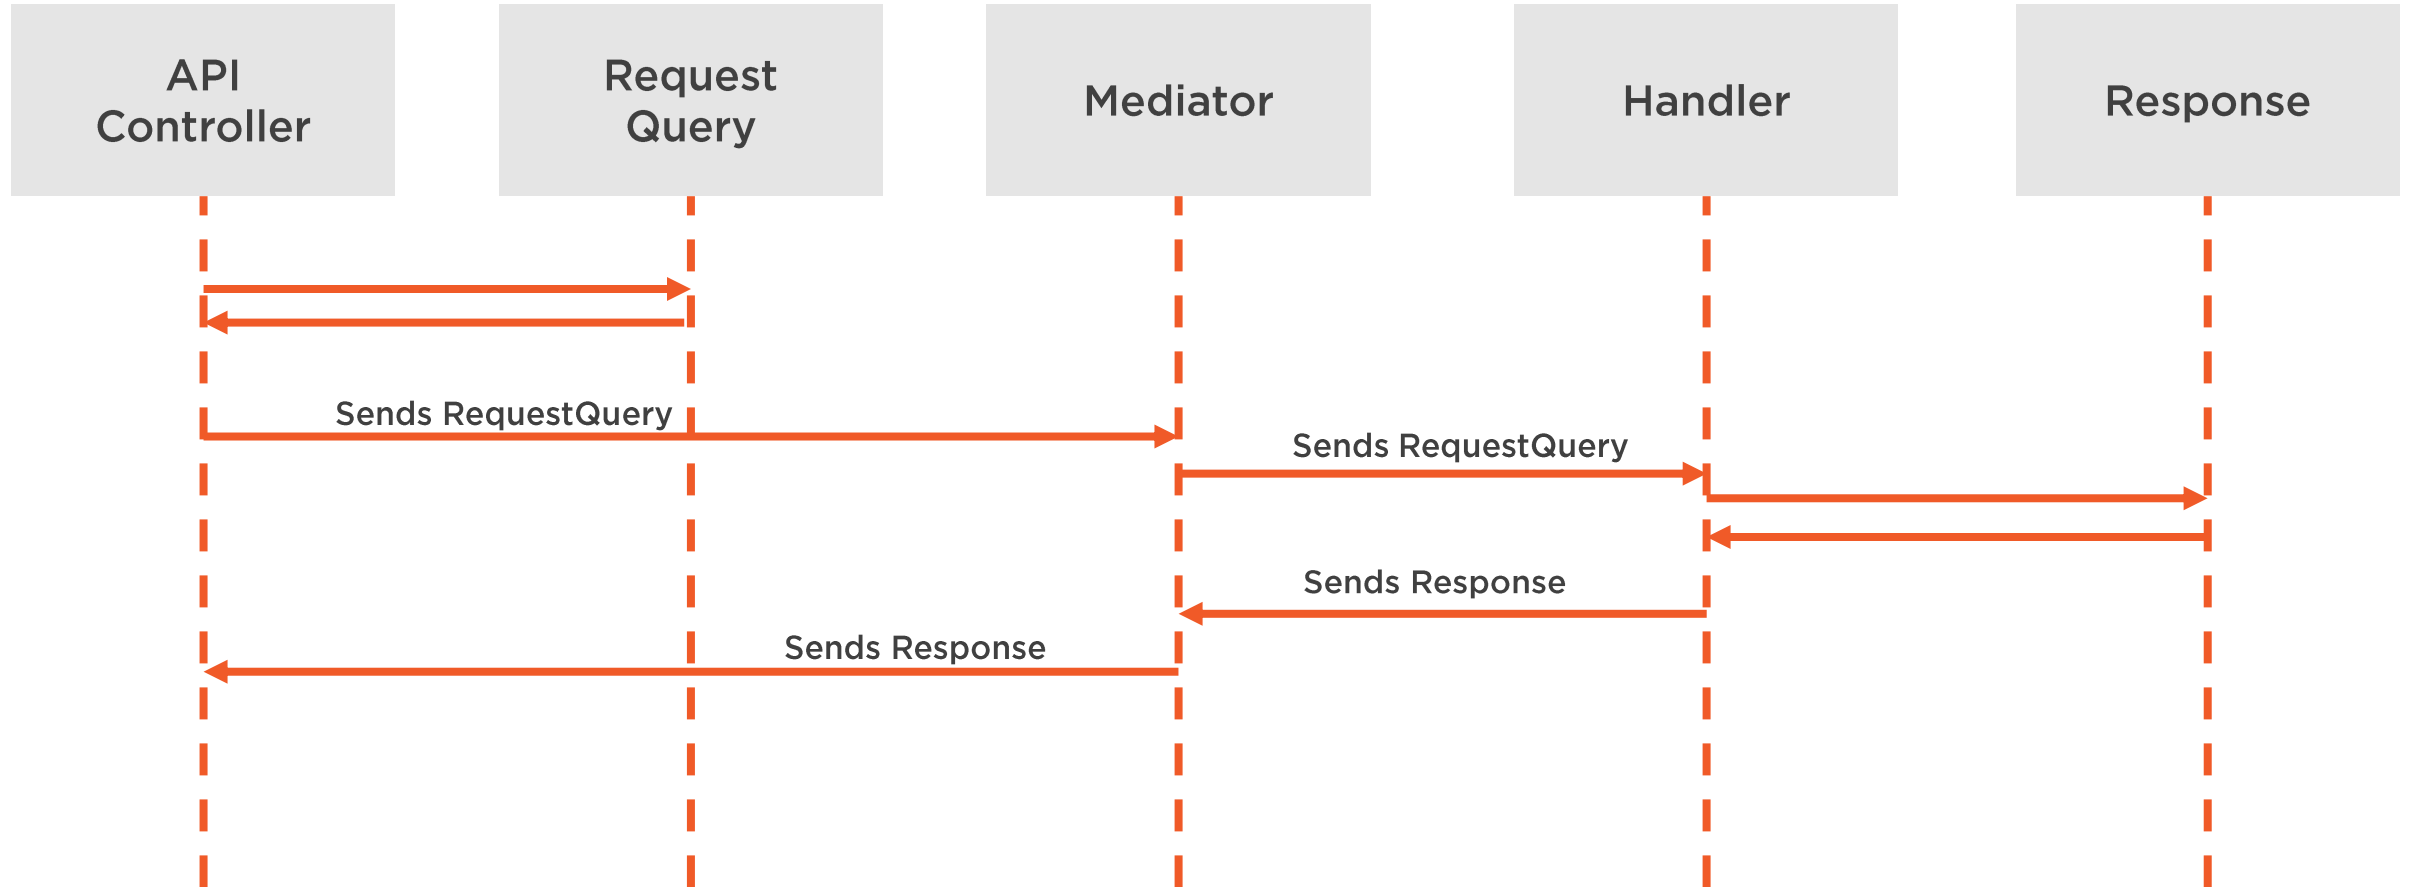 API
Controller
Request
Query
Mediator
Handler
Response
Sends RequestQuery
Sends RequestQuery
Sends Response
Sends Response